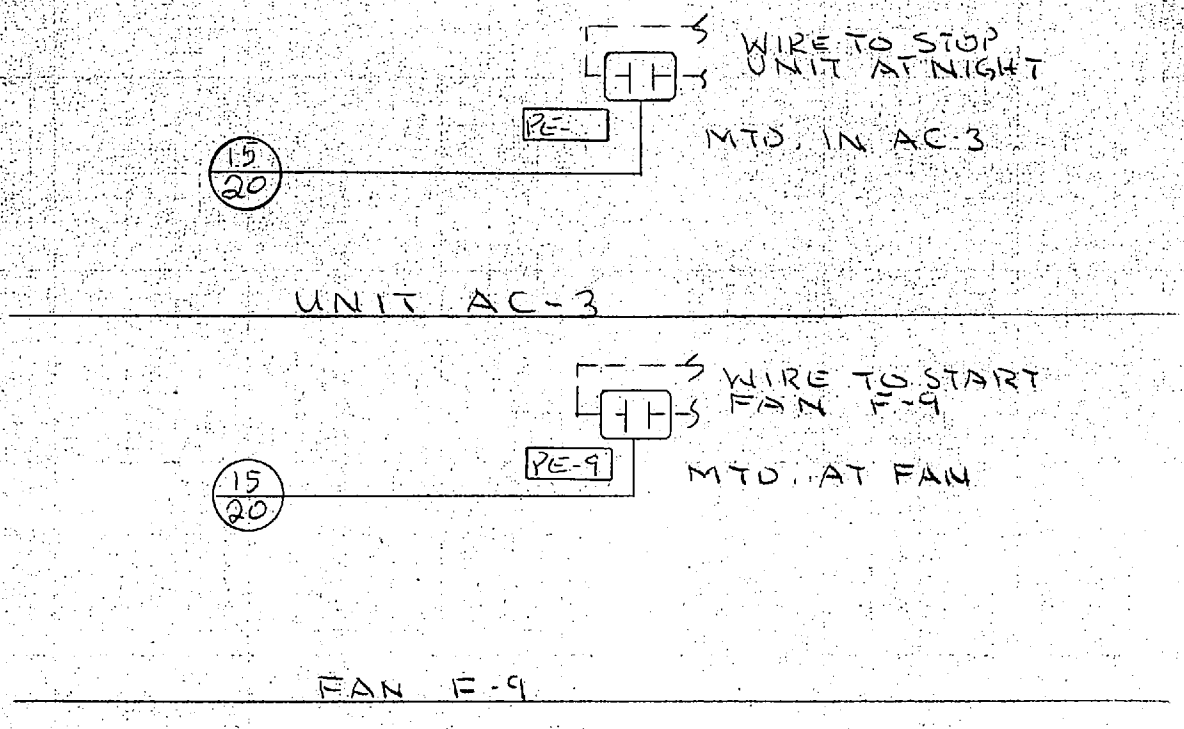 WIRE TO STOP
UNIT AT NIGHT
PE-
MTD. IN AC-3
15
20
UNIT AC-3
WIRE TO START
FAN F-9
PE-9
MTD. AT FAN
15
20
FAN F-9